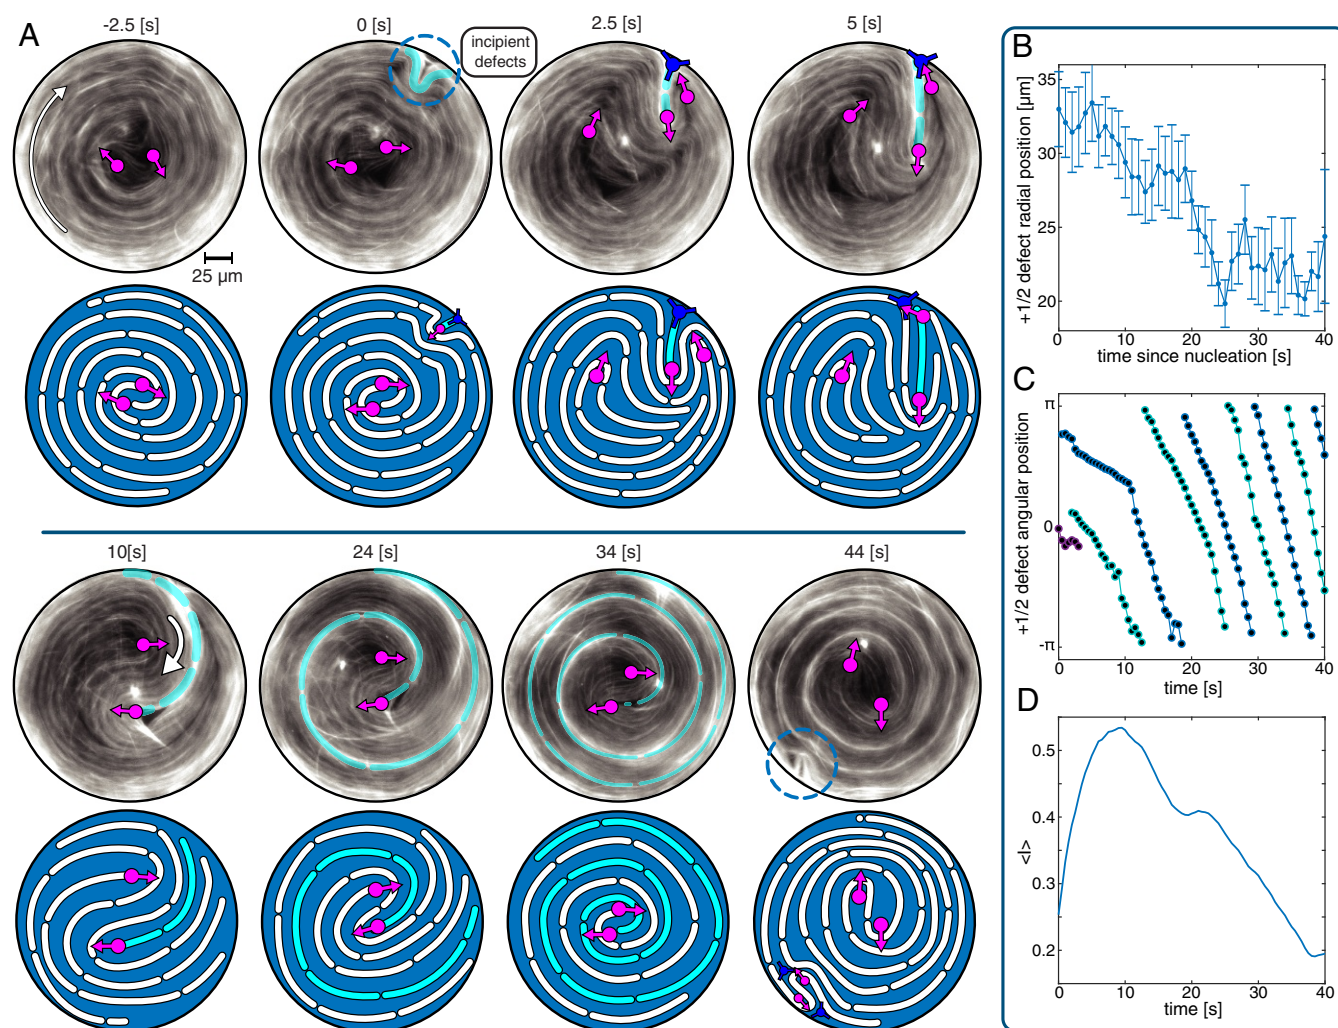 A
-2.5 [s]
0 [s]
incipient
defects
2.5 [s]
5 [s]
25 µm
10[s]
24 [s]
34 [s]
44 [s]
B
+1/2 defect radial position [µm]
35
30
25
20
0
10
20
30
40
time since nucleation [s]
C
+1/2 defect angular position
π
0
-π
0
10
20
30
40
time [s]
D
<I>
0.5
0.4
0.3
0.2
0
10
20
30
40
time [s]